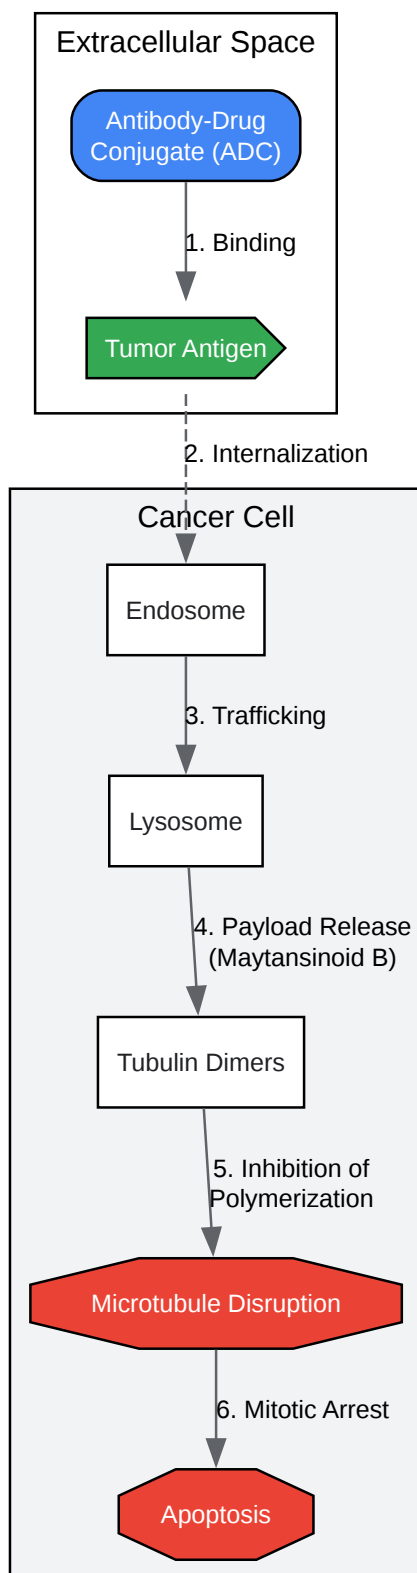 Extracellular Space
Antibody-Drug
Conjugate (ADC)
1. Binding
Tumor Antigen
2. Internalization
Cancer Cell
Endosome
3. Trafficking
Lysosome
4. Payload Release
(Maytansinoid B)
Tubulin Dimers
5. Inhibition of
Polymerization
Microtubule Disruption
6. Mitotic Arrest
Apoptosis